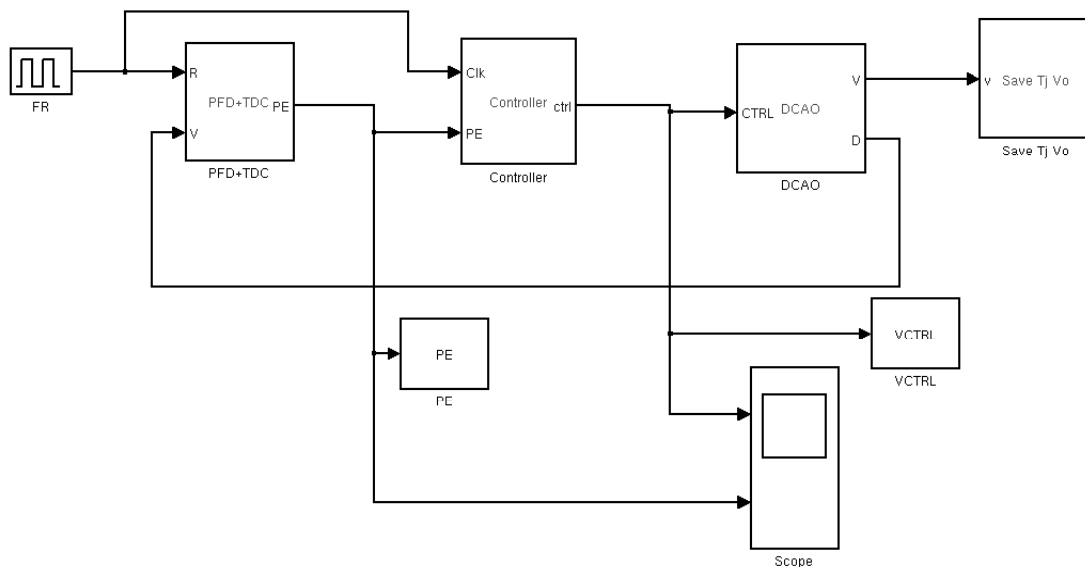 FR
R
V
PFD+TDC
PE
PFD+TDC
Clk
PE
Controller
ctrl
Controller
CTRL
DCAO
V
D
DCAO
v
Save Tj Vo
Save Tj Vo
PE
PE
VCTRL
VCTRL
Scope